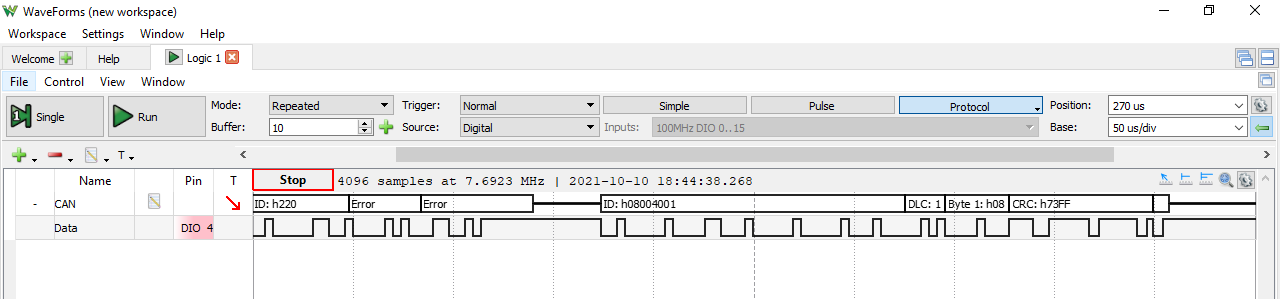 WaveForms (new workspace)
Workspace Settings Window Help
Welcome Help Logic 1
File Control View Window
Single Run Mode: Repeated Trigger: Normal Simple Pulse Protocol Position: 270 us
Buffer: 10 Source: Digital Inputs: 100MHz DIO 0..15 Base: 50 us/div
T
Name Pin T Stop 4096 samples at 7.6923 MHz | 2021-10-10 18:44:38.268
- CAN ID: h220 Error Error ID: h08004001 DLC: 1 Byte 1: h08 CRC: h73FF
Data DIO 4